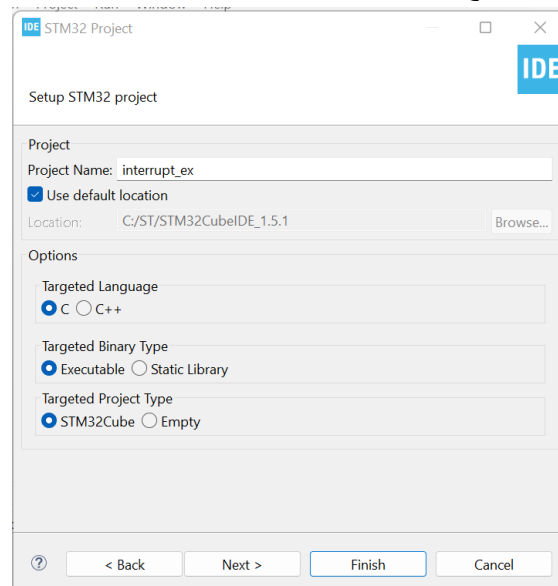 IDE STM32 Project
IDE
Setup STM32 project
Project
Project Name: interrupt_ex
Use default location
Location: C:/ST/STM32CubeIDE_1.5.1 Browse...
Options
Targeted Language
C C++
Targeted Binary Type
Executable Static Library
Targeted Project Type
STM32Cube Empty
? < Back Next > Finish Cancel